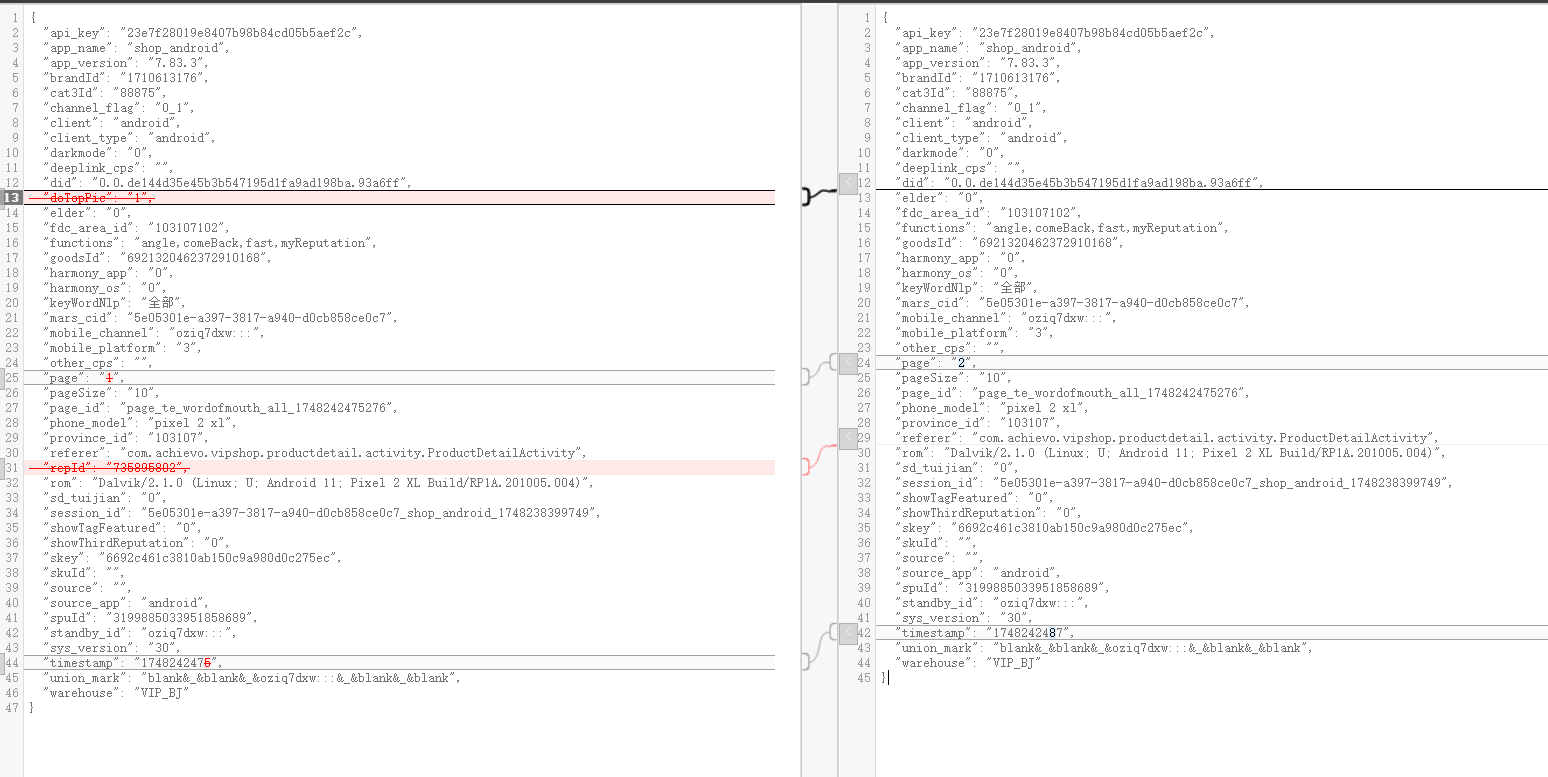 1 {
2 "api_key": "23e7f28019e8407b98b84cd05b5aef2c",
3 "app_name": "shop_android",
4 "app_version": "7.83.3",
5 "brandId": "1710613176",
6 "cat3Id": "88875",
7 "channel_flag": "0_1",
8 "client": "android",
9 "client_type": "android",
10 "darkmode": "0",
11 "deeplink_cps": "",
12 "did": "0.0.de144d35e45b3b547195d1fa9ad198ba.93a6ff",
13 "doTopPic": "1",
14 "elder": "0",
15 "fdc_area_id": "103107102",
16 "functions": "angle,comeBack,fast,myReputation",
17 "goodsId": "6921320462372910168",
18 "harmony_app": "0",
19 "harmony_os": "0",
20 "keyWordNlp": "全部",
21 "mars_cid": "5e05301e-a397-3817-a940-d0cb858ce0c7",
22 "mobile_channel": "oziq7dxw:::",
23 "mobile_platform": "3",
24 "other_cps": "",
25 "page": "1",
26 "pageSize": "10",
27 "page_id": "page_te_wordofmouth_all_1748242475276",
28 "phone_model": "pixel 2 xl",
29 "province_id": "103107",
30 "referer": "com.achievo.vipshop.productdetail.activity.ProductDetailActivity",
31 "repId": "735895802",
32 "rom": "Dalvik/2.1.0 (Linux; U; Android 11; Pixel 2 XL Build/RP1A.201005.004)",
33 "sd_tuijian": "0",
34 "session_id": "5e05301e-a397-3817-a940-d0cb858ce0c7_shop_android_1748238399749",
35 "showTagFeatured": "0",
36 "showThirdReputation": "0",
37 "skey": "6692c461c3810ab150c9a980d0c275ec",
38 "skuId": "",
39 "source": "",
40 "source_app": "android",
41 "spuId": "3199885033951858689",
42 "standby_id": "oziq7dxw:::",
43 "sys_version": "30",
44 "timestamp": "1748242475",
45 "union_mark": "blank&_&blank&_&oziq7dxw:::&_&blank&_&blank",
46 "warehouse": "VIP_BJ"
47 }
1 {
2 "api_key": "23e7f28019e8407b98b84cd05b5aef2c",
3 "app_name": "shop_android",
4 "app_version": "7.83.3",
5 "brandId": "1710613176",
6 "cat3Id": "88875",
7 "channel_flag": "0_1",
8 "client": "android",
9 "client_type": "android",
10 "darkmode": "0",
11 "deeplink_cps": "",
12 "did": "0.0.de144d35e45b3b547195d1fa9ad198ba.93a6ff",
13 "elder": "0",
14 "fdc_area_id": "103107102",
15 "functions": "angle,comeBack,fast,myReputation",
16 "goodsId": "6921320462372910168",
17 "harmony_app": "0",
18 "harmony_os": "0",
19 "keyWordNlp": "全部",
20 "mars_cid": "5e05301e-a397-3817-a940-d0cb858ce0c7",
21 "mobile_channel": "oziq7dxw:::",
22 "mobile_platform": "3",
23 "other_cps": "",
24 "page": "2",
25 "pageSize": "10",
26 "page_id": "page_te_wordofmouth_all_1748242475276",
27 "phone_model": "pixel 2 xl",
28 "province_id": "103107",
29 "referer": "com.achievo.vipshop.productdetail.activity.ProductDetailActivity",
30 "rom": "Dalvik/2.1.0 (Linux; U; Android 11; Pixel 2 XL Build/RP1A.201005.004)",
31 "sd_tuijian": "0",
32 "session_id": "5e05301e-a397-3817-a940-d0cb858ce0c7_shop_android_1748238399749",
33 "showTagFeatured": "0",
34 "showThirdReputation": "0",
35 "skey": "6692c461c3810ab150c9a980d0c275ec",
36 "skuId": "",
37 "source": "",
38 "source_app": "android",
39 "spuId": "3199885033951858689",
40 "standby_id": "oziq7dxw:::",
41 "sys_version": "30",
42 "timestamp": "1748242487",
43 "union_mark": "blank&_&blank&_&oziq7dxw:::&_&blank&_&blank",
44 "warehouse": "VIP_BJ"
45 }